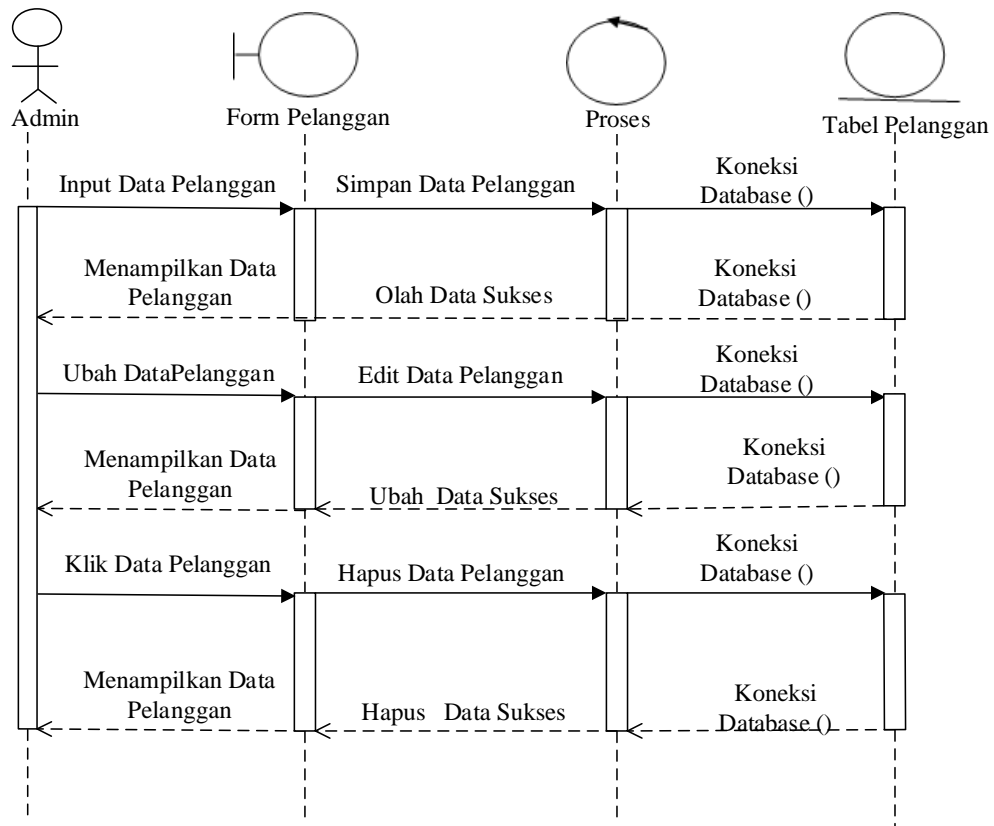 Admin
Form Pelanggan
Proses
Tabel Pelanggan
Input Data Pelanggan
Simpan Data Pelanggan
Koneksi
Database ()
Menampilkan Data
Pelanggan
Olah Data Sukses
Koneksi
Database ()
Ubah DataPelanggan
Edit Data Pelanggan
Koneksi
Database ()
Menampilkan Data
Pelanggan
Ubah Data Sukses
Koneksi
Database ()
Klik Data Pelanggan
Hapus Data Pelanggan
Koneksi
Database ()
Menampilkan Data
Pelanggan
Hapus Data Sukses
Koneksi
Database ()